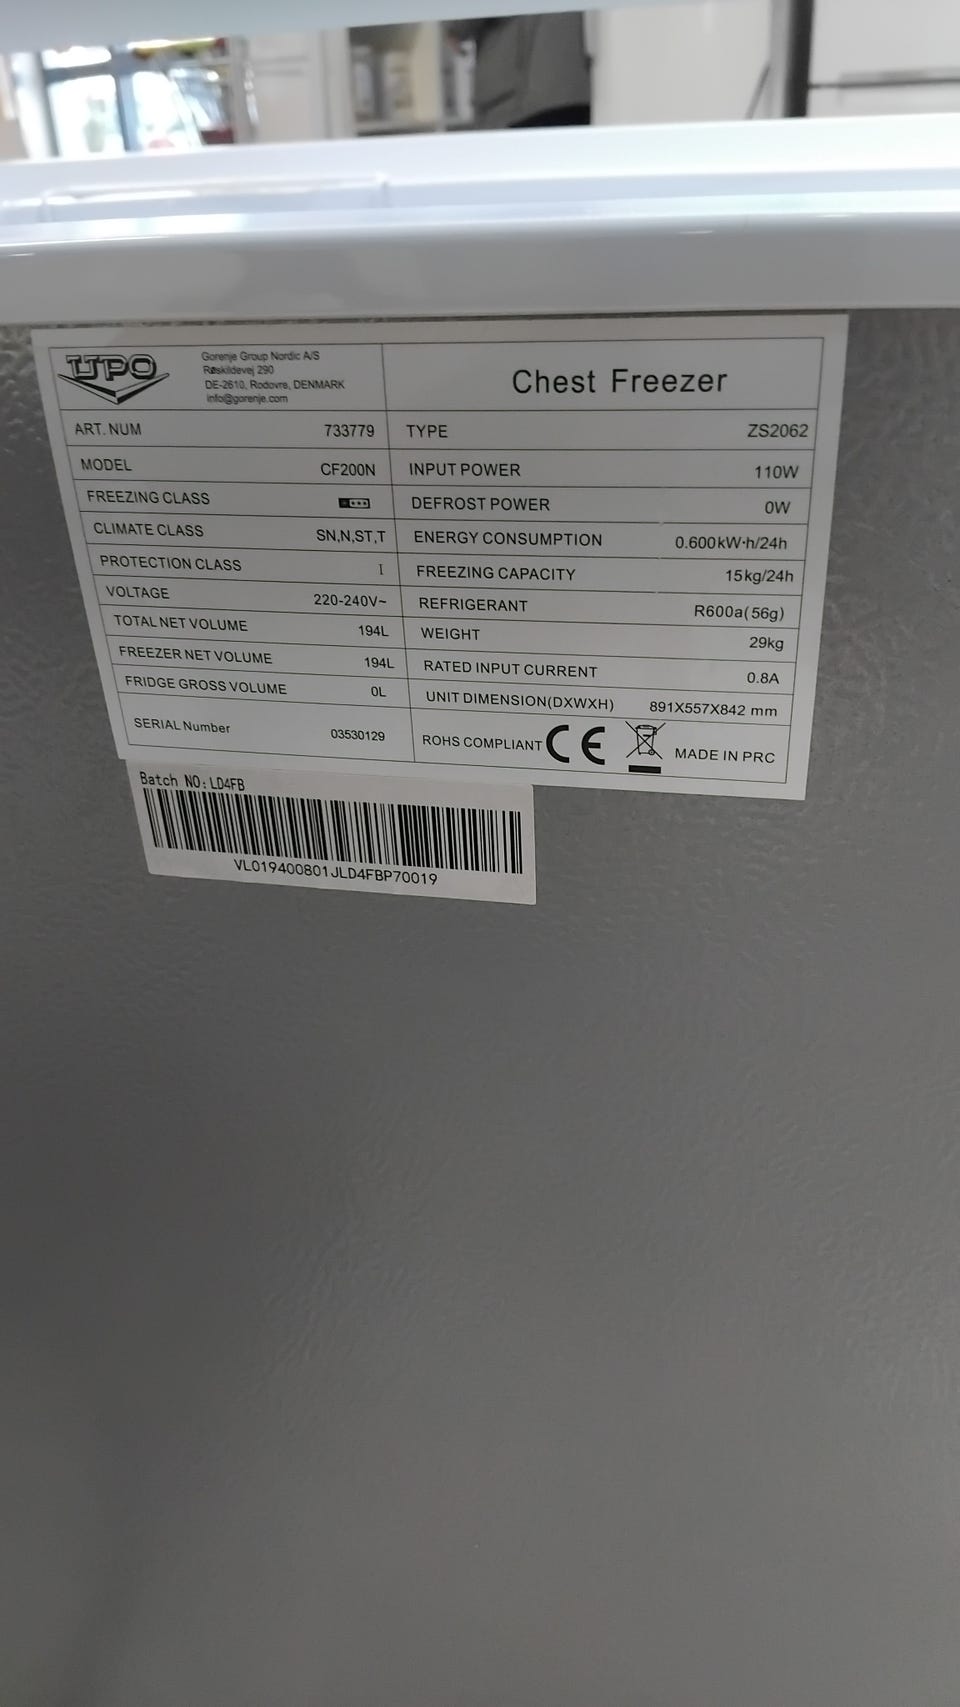 UPO
Gorenje Group Nordic A/S
Røskildevej 290
DE-2610, Rodovre, DENMARK
info@gorenje.com
Chest Freezer
ART. NUM 733779
TYPE ZS2062
MODEL CF200N
INPUT POWER 110W
FREEZING CLASS
DEFROST POWER 0W
CLIMATE CLASS SN,N,ST,T
ENERGY CONSUMPTION 0.600kW·h/24h
PROTECTION CLASS I
FREEZING CAPACITY 15kg/24h
VOLTAGE 220-240V~
REFRIGERANT R600a(56g)
TOTAL NET VOLUME 194L
WEIGHT 29kg
FREEZER NET VOLUME 194L
RATED INPUT CURRENT 0.8A
FRIDGE GROSS VOLUME 0L
UNIT DIMENSION(DXWXH) 891X557X842 mm
SERIAL Number 03530129
ROHS COMPLIANT CE MADE IN PRC
Batch NO:LD4FB
VL019400801JLD4FBP70019